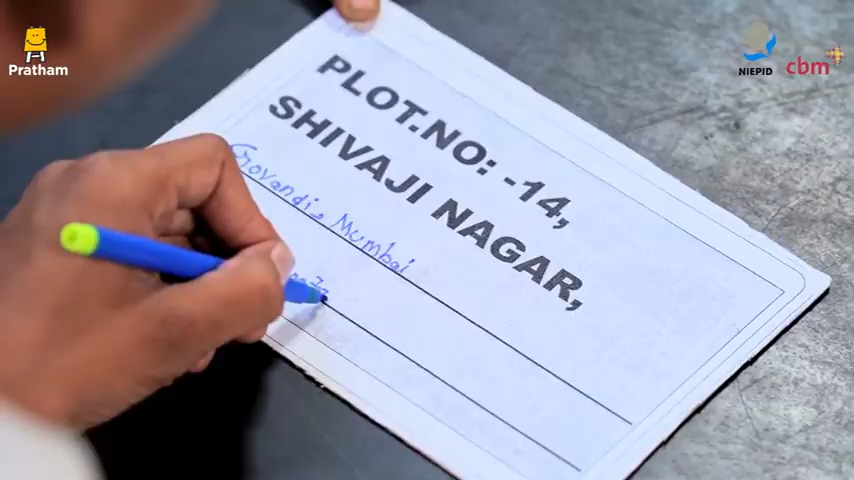 Pratham
NIEPID
cbm
PLOT.NO: -14,
SHIVAJI NAGAR,
Govandi, Mumbai